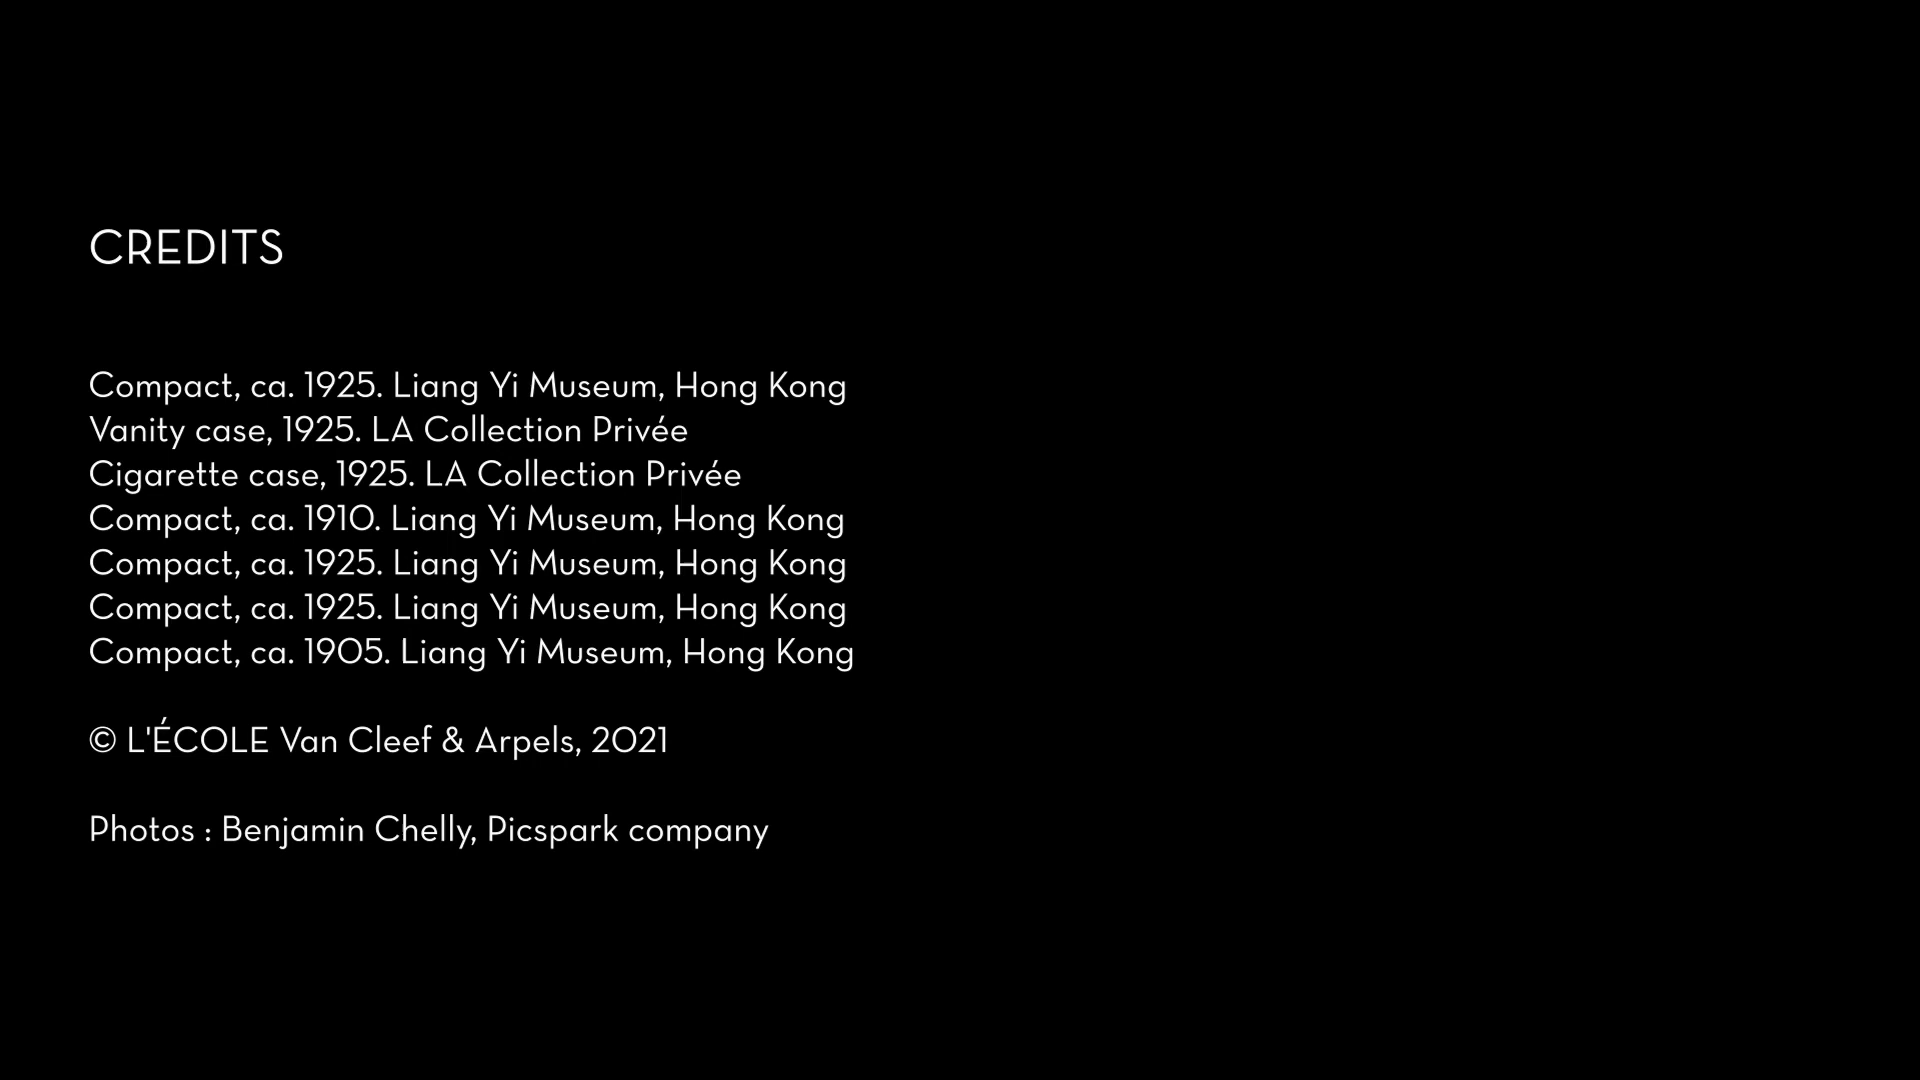 CREDITS
Compact, ca. 1925. Liang Yi Museum, Hong Kong
Vanity case, 1925. LA Collection Privée
Cigarette case, 1925. LA Collection Privée
Compact, ca. 1910. Liang Yi Museum, Hong Kong
Compact, ca. 1925. Liang Yi Museum, Hong Kong
Compact, ca. 1925. Liang Yi Museum, Hong Kong
Compact, ca. 1905. Liang Yi Museum, Hong Kong
© L'ÉCOLE Van Cleef & Arpels, 2021
Photos : Benjamin Chelly, Picspark company